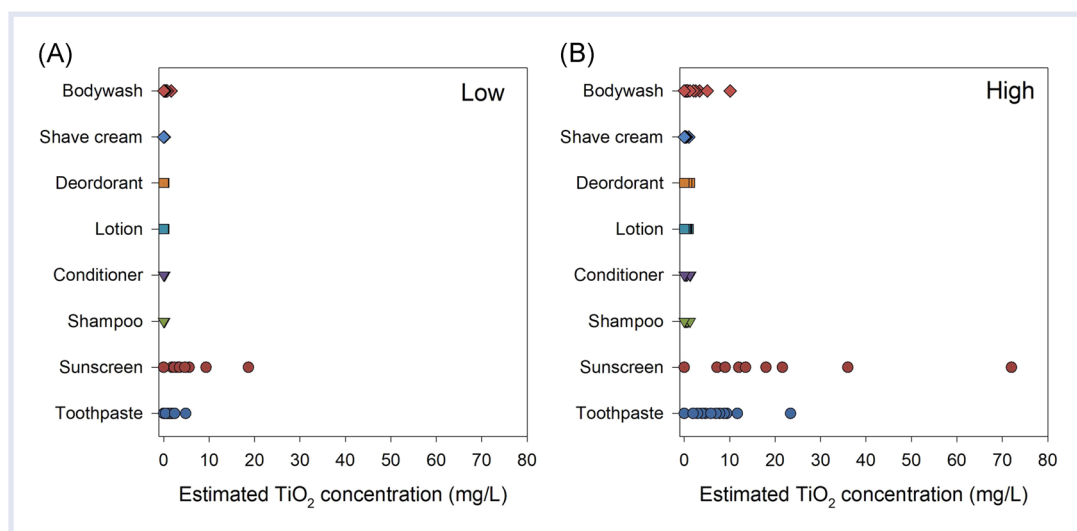 (A)
Low
Bodywash
Shave cream
Deordorant
Lotion
Conditioner
Shampoo
Sunscreen
Toothpaste
0 10 20 30 40 50 60 70 80
Estimated TiO₂ concentration (mg/L)
(B)
High
Bodywash
Shave cream
Deordorant
Lotion
Conditioner
Shampoo
Sunscreen
Toothpaste
0 10 20 30 40 50 60 70 80
Estimated TiO₂ concentration (mg/L)